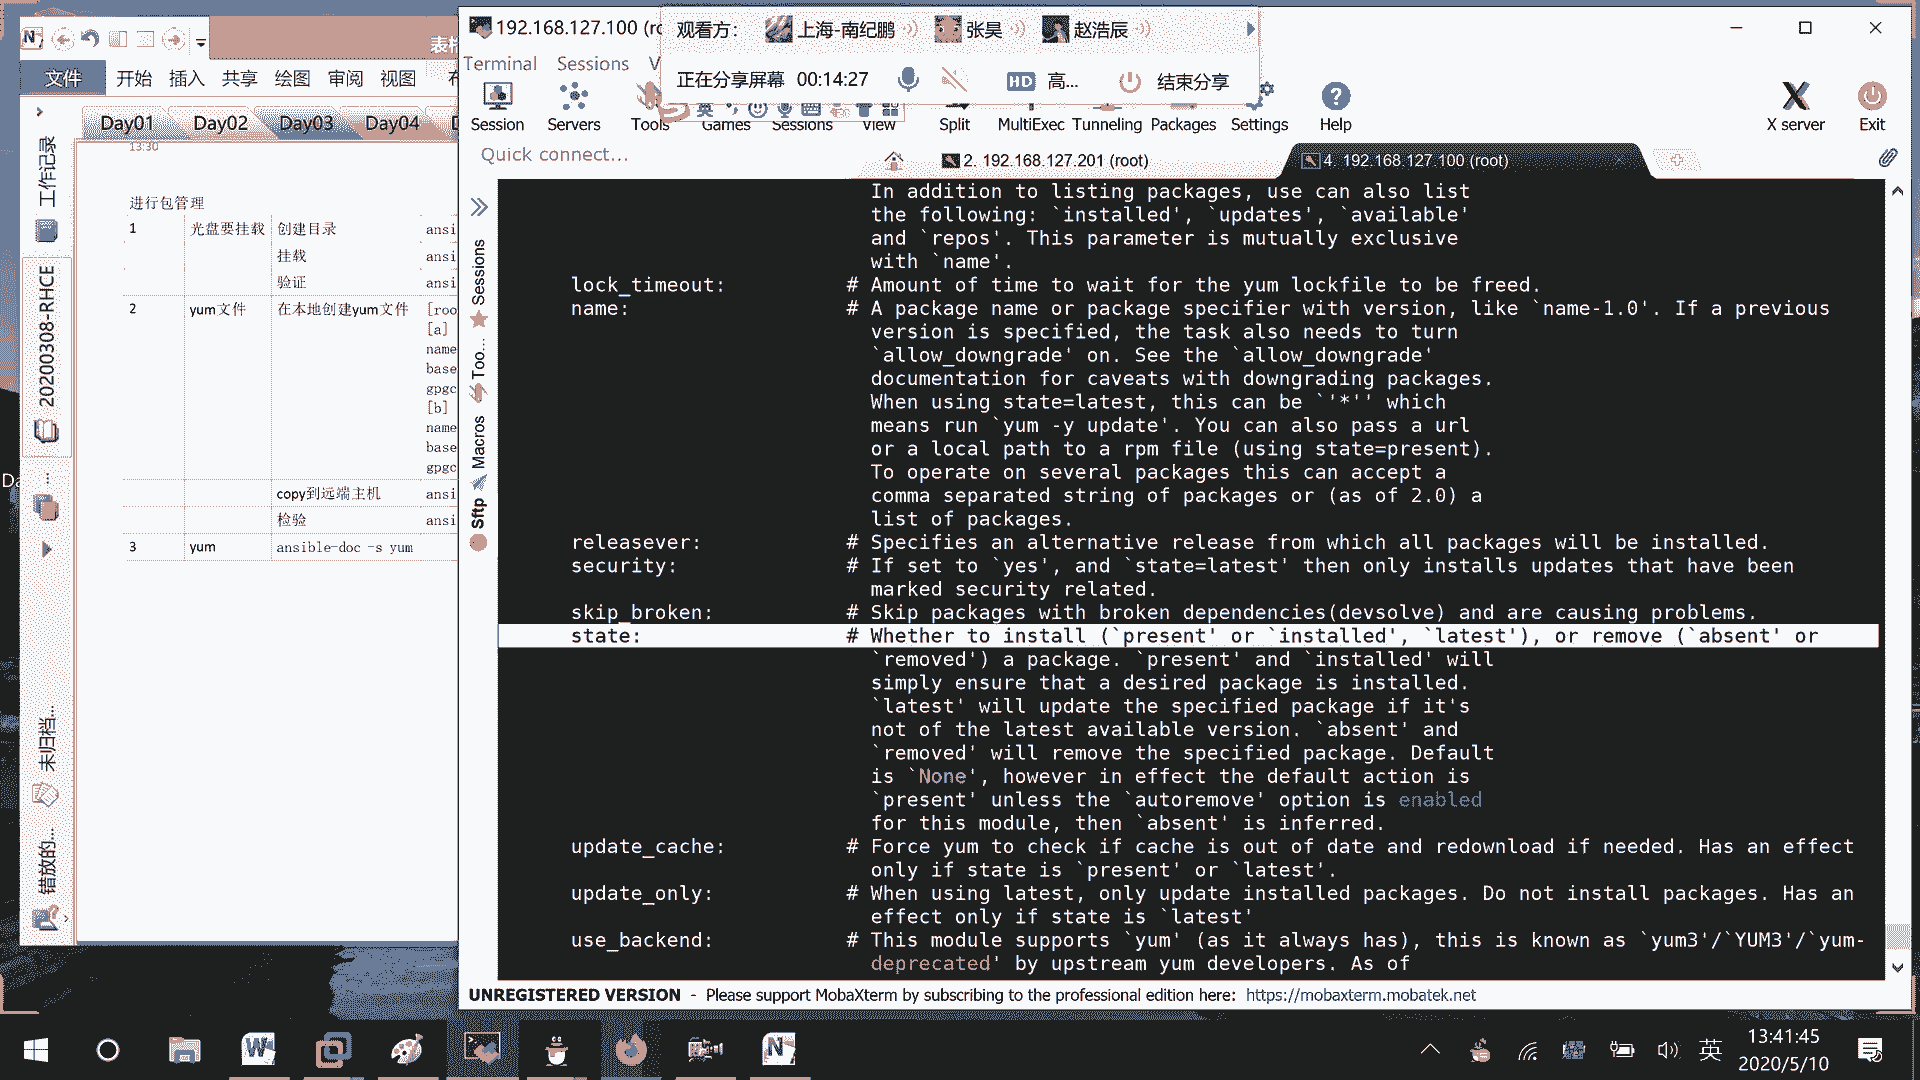 192.168.127.100 (ro
观看方：
上海-南纪鹏
张昊
赵浩辰
正在分享屏幕 00:14:27
HD 高...
结束分享
文件 开始 插入 共享 绘图 审阅 视图
Day01 Day02 Day03 Day04
Terminal Sessions V
Session Servers Tools Games Sessions View Split MultiExec Tunneling Packages Settings Help
X server Exit
Quick connect...
2. 192.168.127.201 (root)
4. 192.168.127.100 (root)
工作记录
20200308-RHCE
未归档...
错放的...
13:30
进行包管理
1 光盘要挂载 创建目录 ansi
挂载 ansi
验证 ansi
2 yum文件 在本地创建yum文件 [roo
[a]
name
base
gpgc
[b]
name
base
gpgc
copy到远端主机 ansi
检验 ansi
3 yum ansible-doc -s yum
Sessions
Too...
Macros
Sftp
In addition to listing packages, use can also list
the following: `installed', `updates', `available'
and `repos'. This parameter is mutually exclusive
with `name'.
lock_timeout: # Amount of time to wait for the yum lockfile to be freed.
name: # A package name or package specifier with version, like `name-1.0'. If a previous
version is specified, the task also needs to turn
`allow_downgrade' on. See the `allow_downgrade'
documentation for caveats with downgrading packages.
When using state=latest, this can be `'*'' which
means run `yum -y update'. You can also pass a url
or a local path to a rpm file (using state=present).
To operate on several packages this can accept a
comma separated string of packages or (as of 2.0) a
list of packages.
releasever: # Specifies an alternative release from which all packages will be installed.
security: # If set to `yes', and `state=latest' then only installs updates that have been
marked security related.
skip_broken: # Skip packages with broken dependencies(devsolve) and are causing problems.
state: # Whether to install (`present' or `installed', `latest'), or remove (`absent' or
`removed') a package. `present' and `installed' will
simply ensure that a desired package is installed.
`latest' will update the specified package if it's
not of the latest available version. `absent' and
`removed' will remove the specified package. Default
is `None', however in effect the default action is
`present' unless the `autoremove' option is enabled
for this module, then `absent' is inferred.
update_cache: # Force yum to check if cache is out of date and redownload if needed. Has an effect
only if state is `present' or `latest'.
update_only: # When using latest, only update installed packages. Do not install packages. Has an
effect only if state is `latest'
use_backend: # This module supports `yum' (as it always has), this is known as `yum3'/`YUM3'/`yum-
deprecated' by upstream yum developers. As of
UNREGISTERED VERSION - Please support MobaXterm by subscribing to the professional edition here: https://mobaxterm.mobatek.net
英
13:41:45
2020/5/10